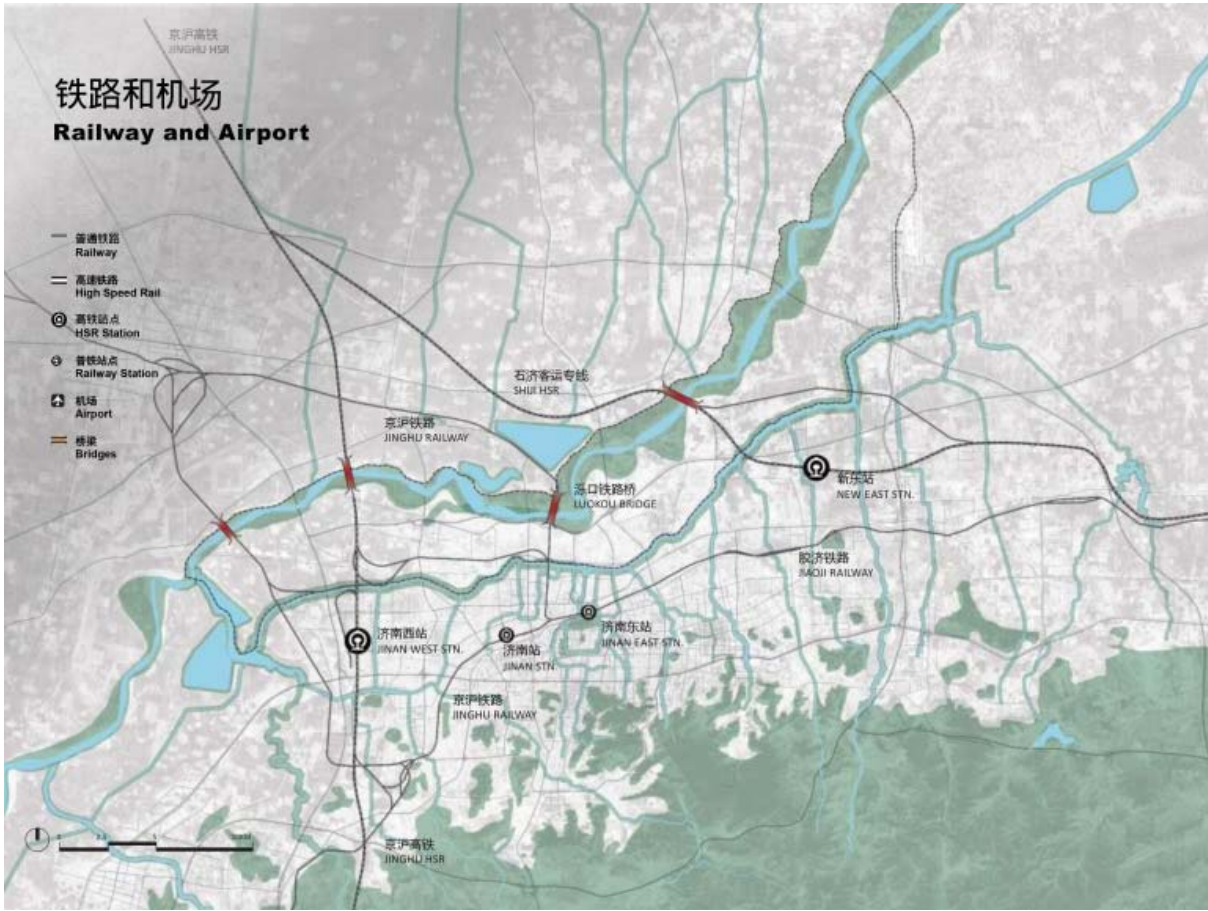 京沪高铁
JINGHU HSR
铁路和机场
Railway and Airport
普通铁路
Railway
高速铁路
High Speed Rail
高铁站点
HSR Station
普铁站点
Railway Station
机场
Airport
桥梁
Bridges
石济客运专线
SHIJI HSR
京沪铁路
JINGHU RAILWAY
泺口铁路桥
LUOKOU BRIDGE
新东站
NEW EAST STN.
胶济铁路
JIAOJI RAILWAY
济南西站
JINAN WEST STN.
济南站
JINAN STN.
济南东站
JINAN EAST STN.
京沪铁路
JINGHU RAILWAY
京沪高铁
JINGHU HSR
0
5